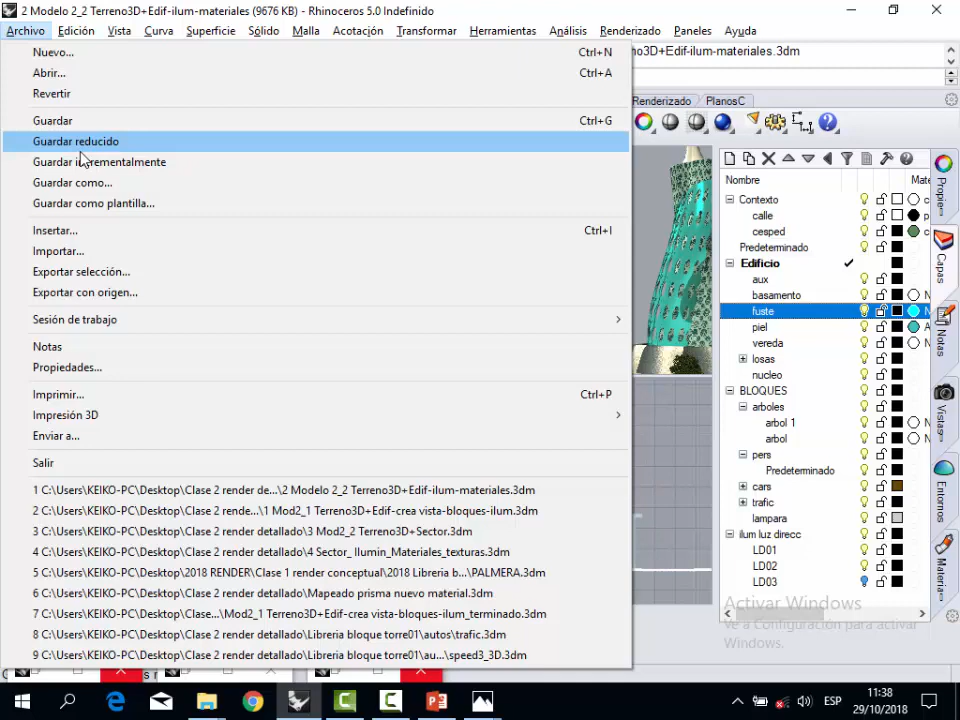 2 Modelo 2_2 Terreno3D+Edif-ilum-materiales (9676 KB) - Rhinoceros 5.0 Indefinido
Archivo Edición Vista Curva Superficie Sólido Malla Acotación Transformar Herramientas Análisis Renderizado Paneles Ayuda
no3D+Edif-ilum-materiales.3dm
Nuevo... Ctrl+N
Abrir... Ctrl+A
Revertir
Guardar Ctrl+G
Guardar reducido
Guardar incrementalmente
Guardar como...
Guardar como plantilla...
Insertar... Ctrl+I
Importar...
Exportar selección...
Exportar con origen...
Sesión de trabajo
Notas
Propiedades...
Imprimir... Ctrl+P
Impresión 3D
Enviar a...
Salir
1 C:\Users\KEIKO-PC\Desktop\Clase 2 render de...\2 Modelo 2_2 Terreno3D+Edif-ilum-materiales.3dm
2 C:\Users\KEIKO-PC\Desktop\Clase 2 rende...\1 Mod2_1 Terreno3D+Edif-crea vista-bloques-ilum.3dm
3 C:\Users\KEIKO-PC\Desktop\Clase 2 render detallado\3 Mod2_2 Terreno3D+Sector.3dm
4 C:\Users\KEIKO-PC\Desktop\Clase 2 render detallado\4 Sector_ Ilumin_Materiales_texturas.3dm
5 C:\Users\KEIKO-PC\Desktop\2018 RENDER\Clase 1 render conceptual\2018 Libreria b...\PALMERA.3dm
6 C:\Users\KEIKO-PC\Desktop\Clase 2 render detallado\Mapeado prisma nuevo material.3dm
7 C:\Users\KEIKO-PC\Desktop\Clase...\Mod2_1 Terreno3D+Edif-crea vista-bloques-ilum_terminado.3dm
8 C:\Users\KEIKO-PC\Desktop\Clase 2 render detallado\Libreria bloque torre01\autos\trafic.3dm
9 C:\Users\KEIKO-PC\Desktop\Clase 2 render detallado\Libreria bloque torre01\au...\speed3_3D.3dm
Renderizado PlanosC
Nombre Mate
Contexto
calle p
cesped c
Predeterminado
Edificio
aux
basamento N
fuste N
piel A
vereda N
losas
nucleo
BLOQUES
arboles
arbol 1 N
arbol N
pers
Predeterminado
cars
trafic
lampara
ilum luz direcc
LD01
LD02
LD03
Propie...
Capas
Notas
Vistas...
Entornos
Materia...
Activar Windows
Ve a Configuración para activar
Windows.
ESP
11:38
29/10/2018